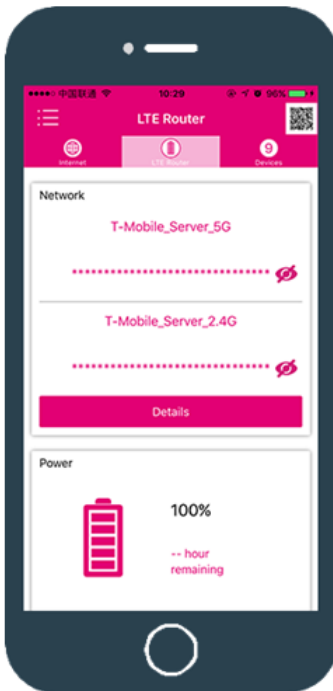 中国联通 10:29 96%
LTE Router
Internet LTE Router 9 Devices
Network
T-Mobile_Server_5G
••••••••••••••••••••••••••••••
T-Mobile_Server_2.4G
••••••••••••••••••••••••••••••
Details
Power
100%
-- hour
remaining